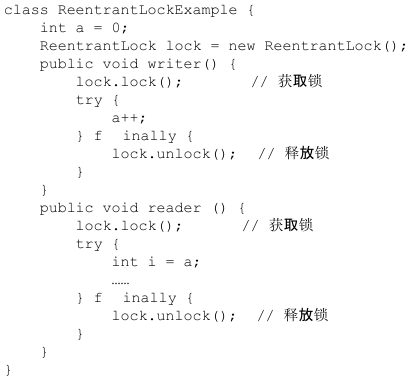 class ReentrantLockExample {
    int a = 0;
    ReentrantLock lock = new ReentrantLock();
    public void writer() {
        lock.lock();        // 获取锁
        try {
            a++;
        } f  inally {
            lock.unlock();  // 释放锁
        }
    }
    public void reader () {
        lock.lock();       // 获取锁
        try {
            int i = a;
            ……
        } f  inally {
            lock.unlock();  // 释放锁
        }
    }
}